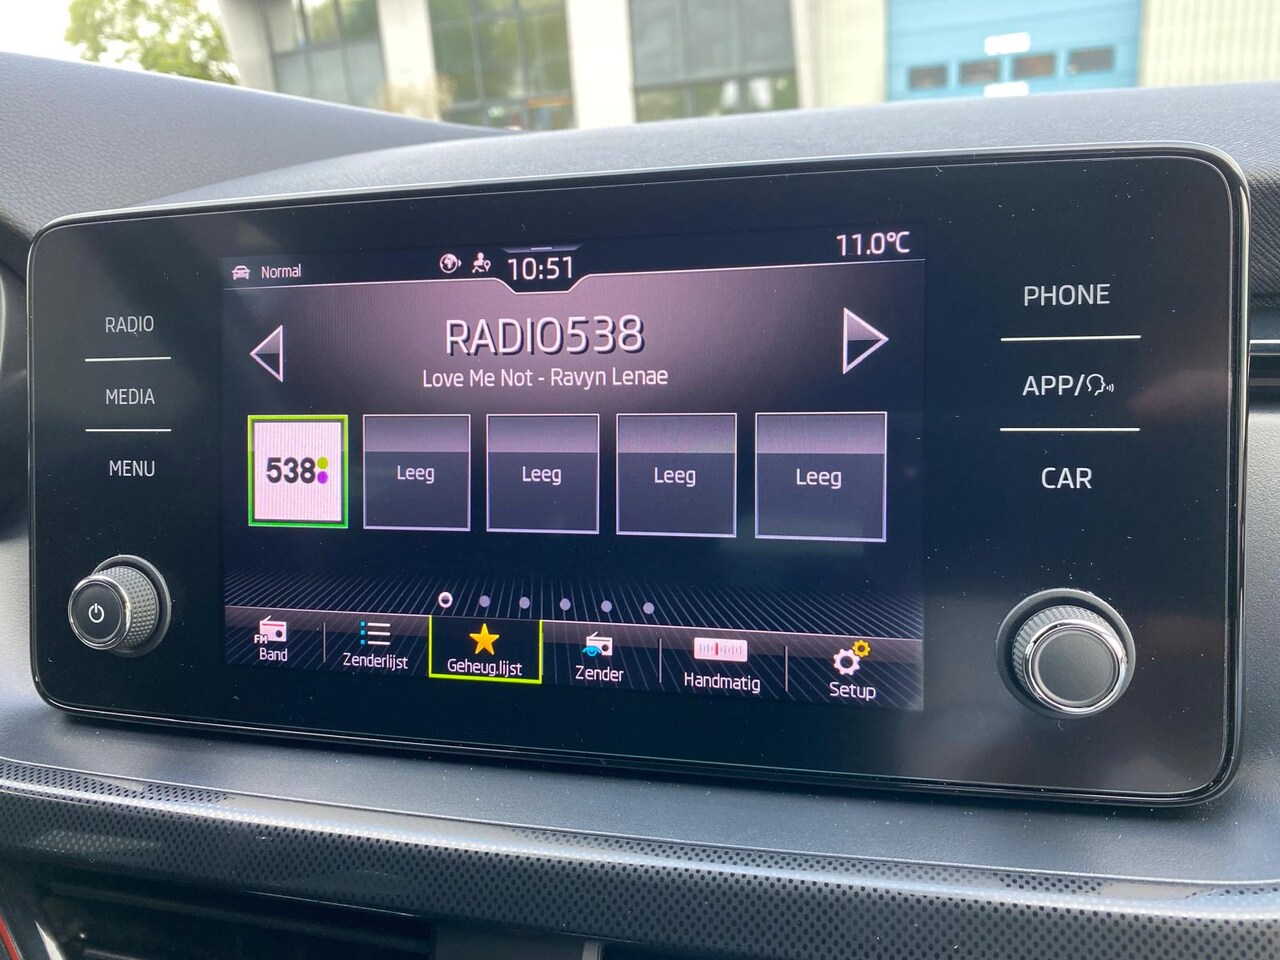 Normal
10:51
11.0°C
RADIO538
Love Me Not - Ravyn Lenae
538
Leeg
Leeg
Leeg
Leeg
FM
Band
Zenderlijst
Geheug.lijst
Zender
Handmatig
Setup
RADIO
MEDIA
MENU
PHONE
APP/
CAR